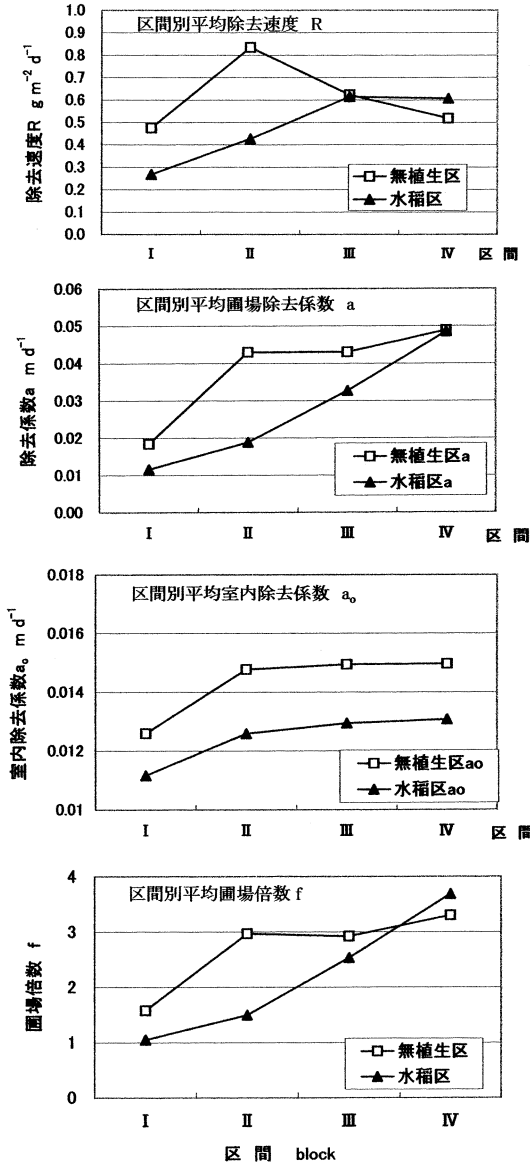 区間別平均除去速度 R
除去速度R g m⁻² d⁻¹
1.0
0.9
0.8
0.7
0.6
0.5
0.4
0.3
0.2
0.1
0.0
無植生区
水稲区
Ⅰ Ⅱ Ⅲ Ⅳ 区間
区間別平均圃場除去係数 a
除去係数a m d⁻¹
0.06
0.05
0.04
0.03
0.02
0.01
0.00
無植生区a
水稲区a
Ⅰ Ⅱ Ⅲ Ⅳ 区間
区間別平均室内除去係数 a₀
室内除去係数a₀ m d⁻¹
0.018
0.016
0.014
0.012
0.01
無植生区ao
水稲区ao
Ⅰ Ⅱ Ⅲ Ⅳ 区間
区間別平均圃場倍数 f
圃場倍数 f
4
3
2
1
0
無植生区
水稲区
Ⅰ Ⅱ Ⅲ Ⅳ
区間 block